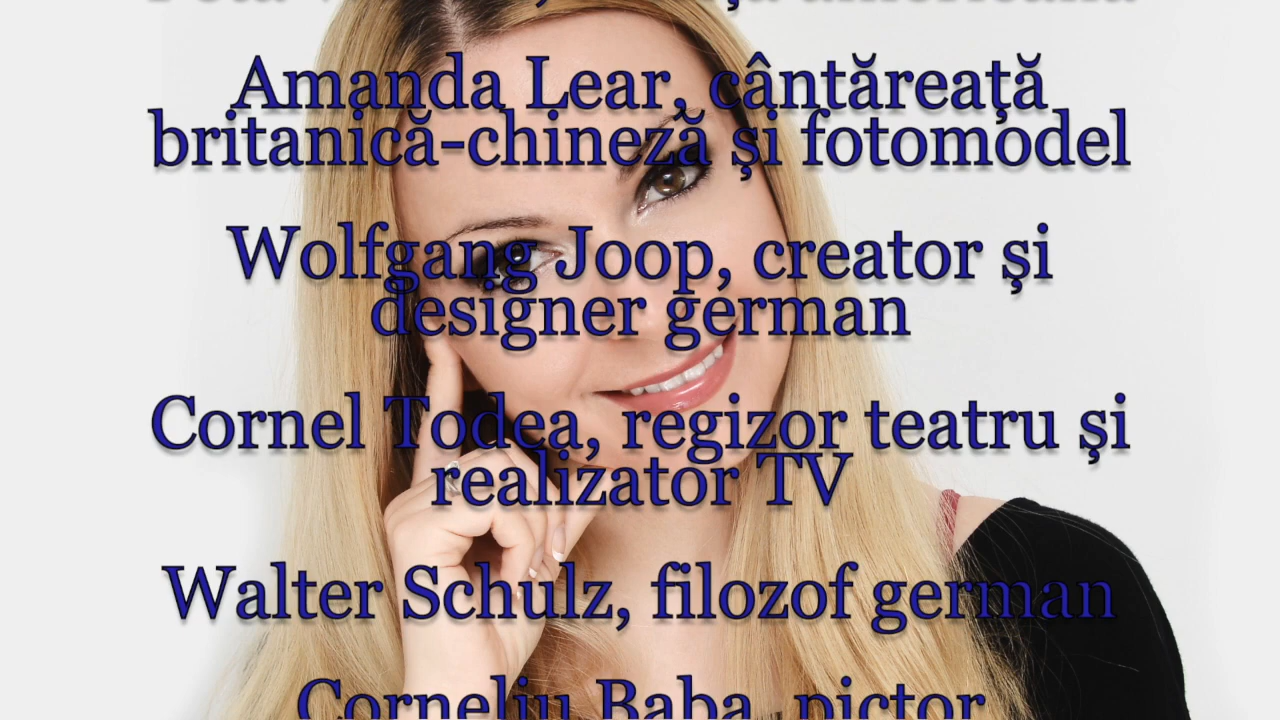 americană
Amanda Lear, cântăreață
britanică-chineză și fotomodel
Wolfgang Joop, creator și
designer german
Cornel Todea, regizor teatru și
realizator TV
Walter Schulz, filozof german
Corneliu Baba, pictor